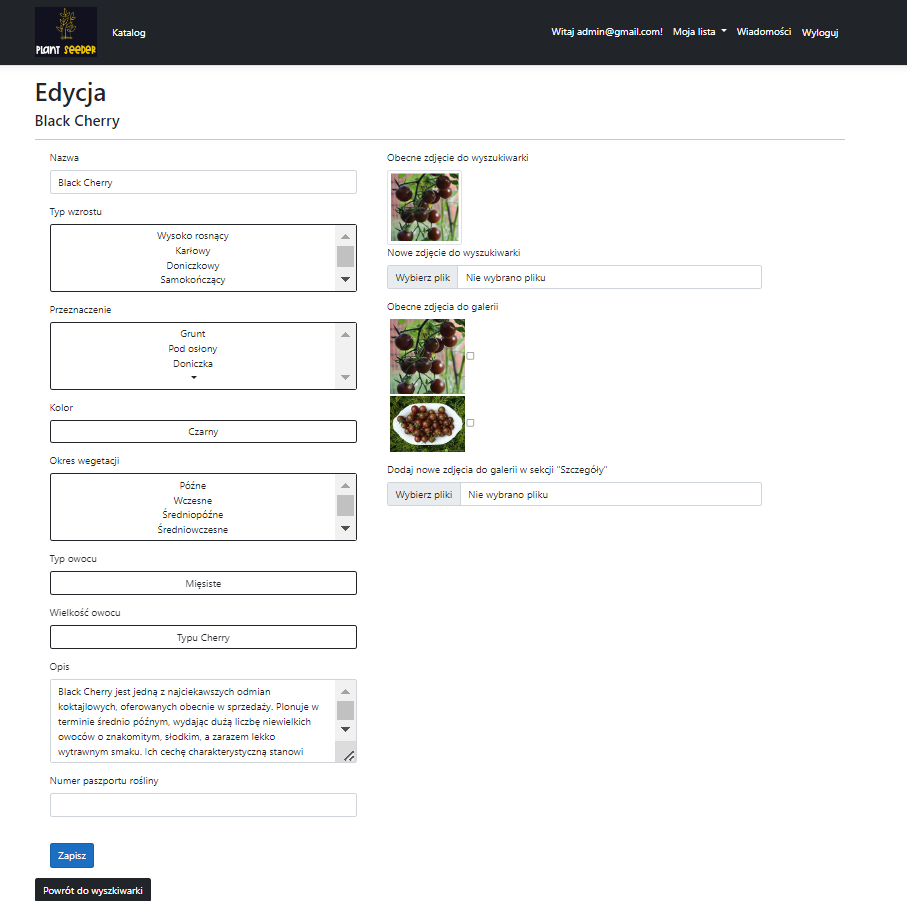 PLANT SEEDER
Katalog
Witaj admin@gmail.com!
Moja lista
Wiadomości
Wyloguj
Edycja
Black Cherry
Nazwa
Black Cherry
Typ wzrostu
Wysoko rosnący
Karłowy
Doniczkowy
Samokończący
Przeznaczenie
Grunt
Pod osłony
Doniczka
Kolor
Czarny
Okres wegetacji
Późne
Wczesne
Średniopóźne
Średniowczesne
Typ owocu
Mięsiste
Wielkość owocu
Typu Cherry
Opis
Black Cherry jest jedną z najciekawszych odmian
koktajlowych, oferowanych obecnie w sprzedaży. Plonuje w
terminie średnio późnym, wydając dużą liczbę niewielkich
owoców o znakomitym, słodkim, a zarazem lekko
wytrawnym smaku. Ich cechę charakterystyczną stanowi
Numer paszportu rośliny
Zapisz
Powrót do wyszkiwarki
Obecne zdjęcie do wyszukiwarki
Nowe zdjęcie do wyszukiwarki
Wybierz plik Nie wybrano pliku
Obecne zdjęcia do galerii
Dodaj nowe zdjęcia do galerii w sekcji "Szczegóły"
Wybierz pliki Nie wybrano pliku